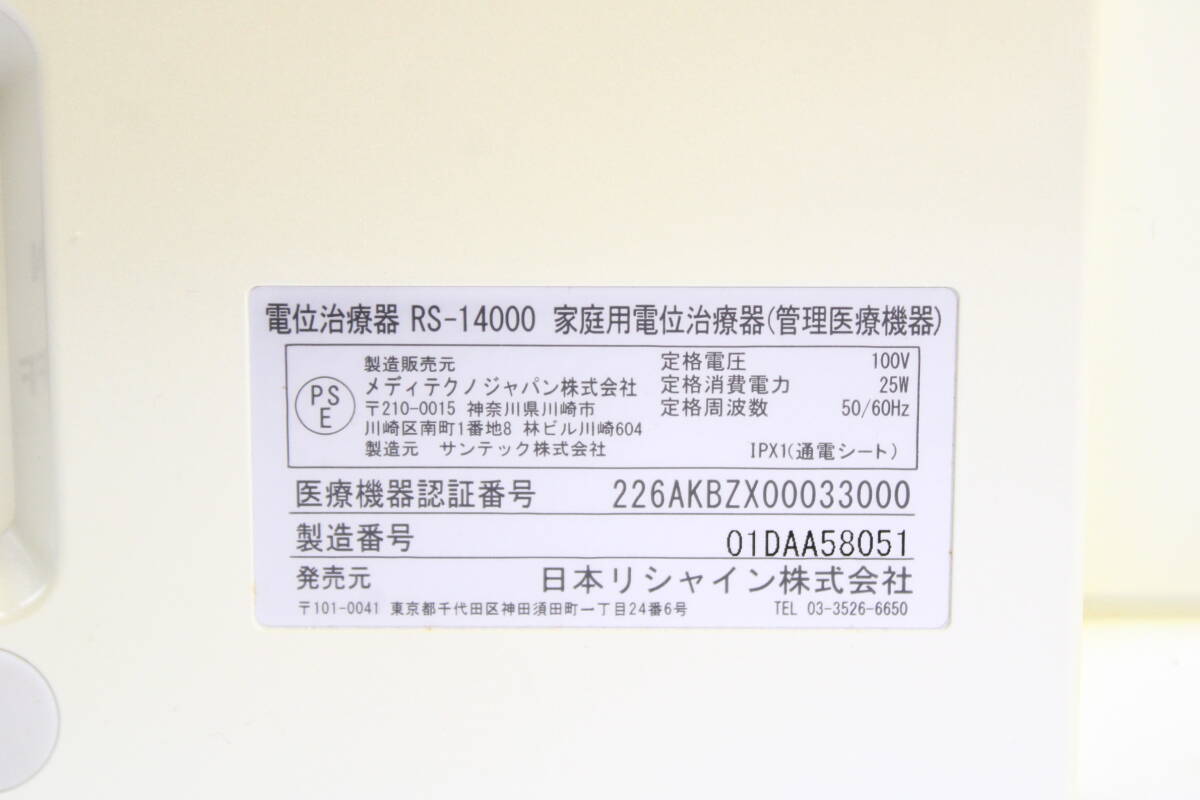 電位治療器 RS-14000 家庭用電位治療器(管理医療機器)
PS
E
製造販売元
メディテクノジャパン株式会社
〒210-0015 神奈川県川崎市
川崎区南町1番地8 林ビル川崎604
製造元 サンテック株式会社
定格電圧 100V
定格消費電力 25W
定格周波数 50/60Hz
IPX1(通電シート)
医療機器認証番号 226AKBZX00033000
製造番号 01DAA58051
発売元 日本リシャイン株式会社
〒101-0041 東京都千代田区神田須田町一丁目24番6号 TEL 03-3526-6650